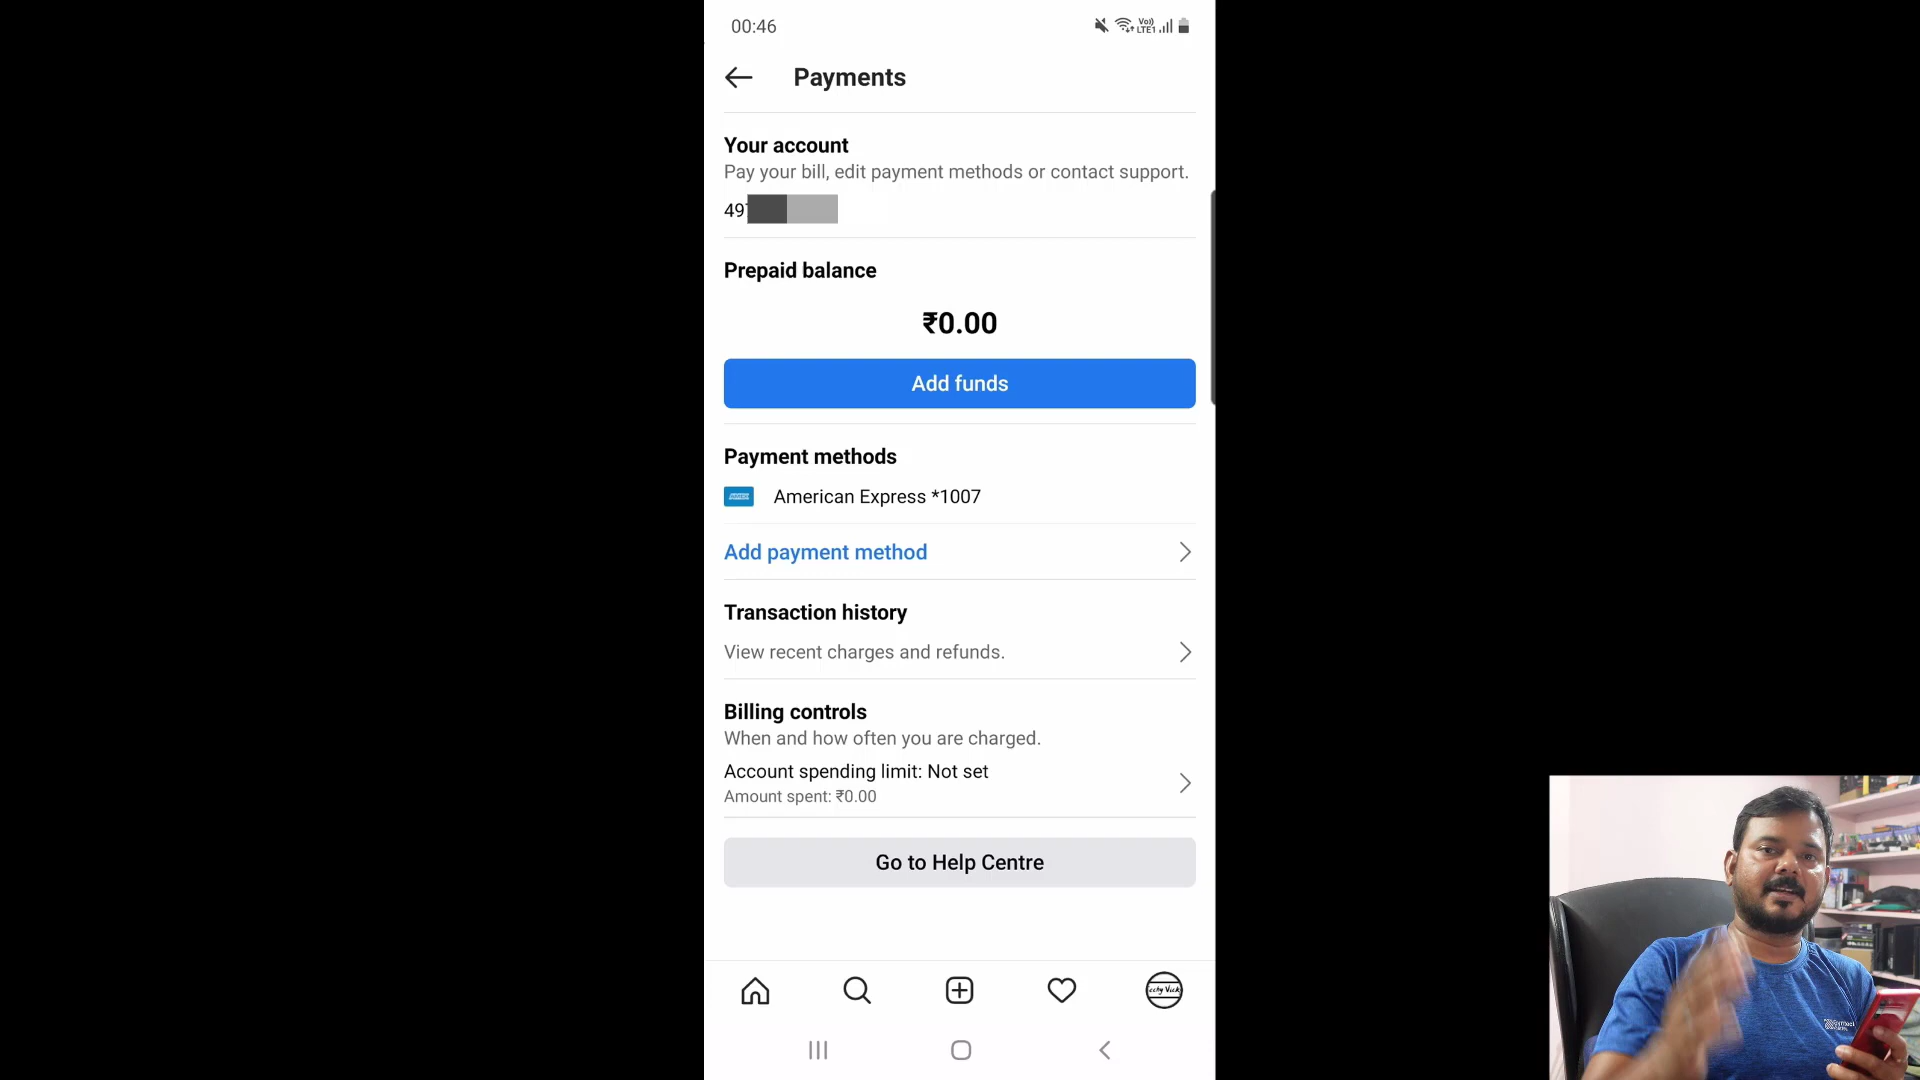 00:46
Vo))
LTE1
Payments
Your account
Pay your bill, edit payment methods or contact support.
49
Prepaid balance
₹0.00
Add funds
Payment methods
American Express *1007
Add payment method
Transaction history
View recent charges and refunds.
Billing controls
When and how often you are charged.
Account spending limit: Not set
Amount spent: ₹0.00
Go to Help Centre